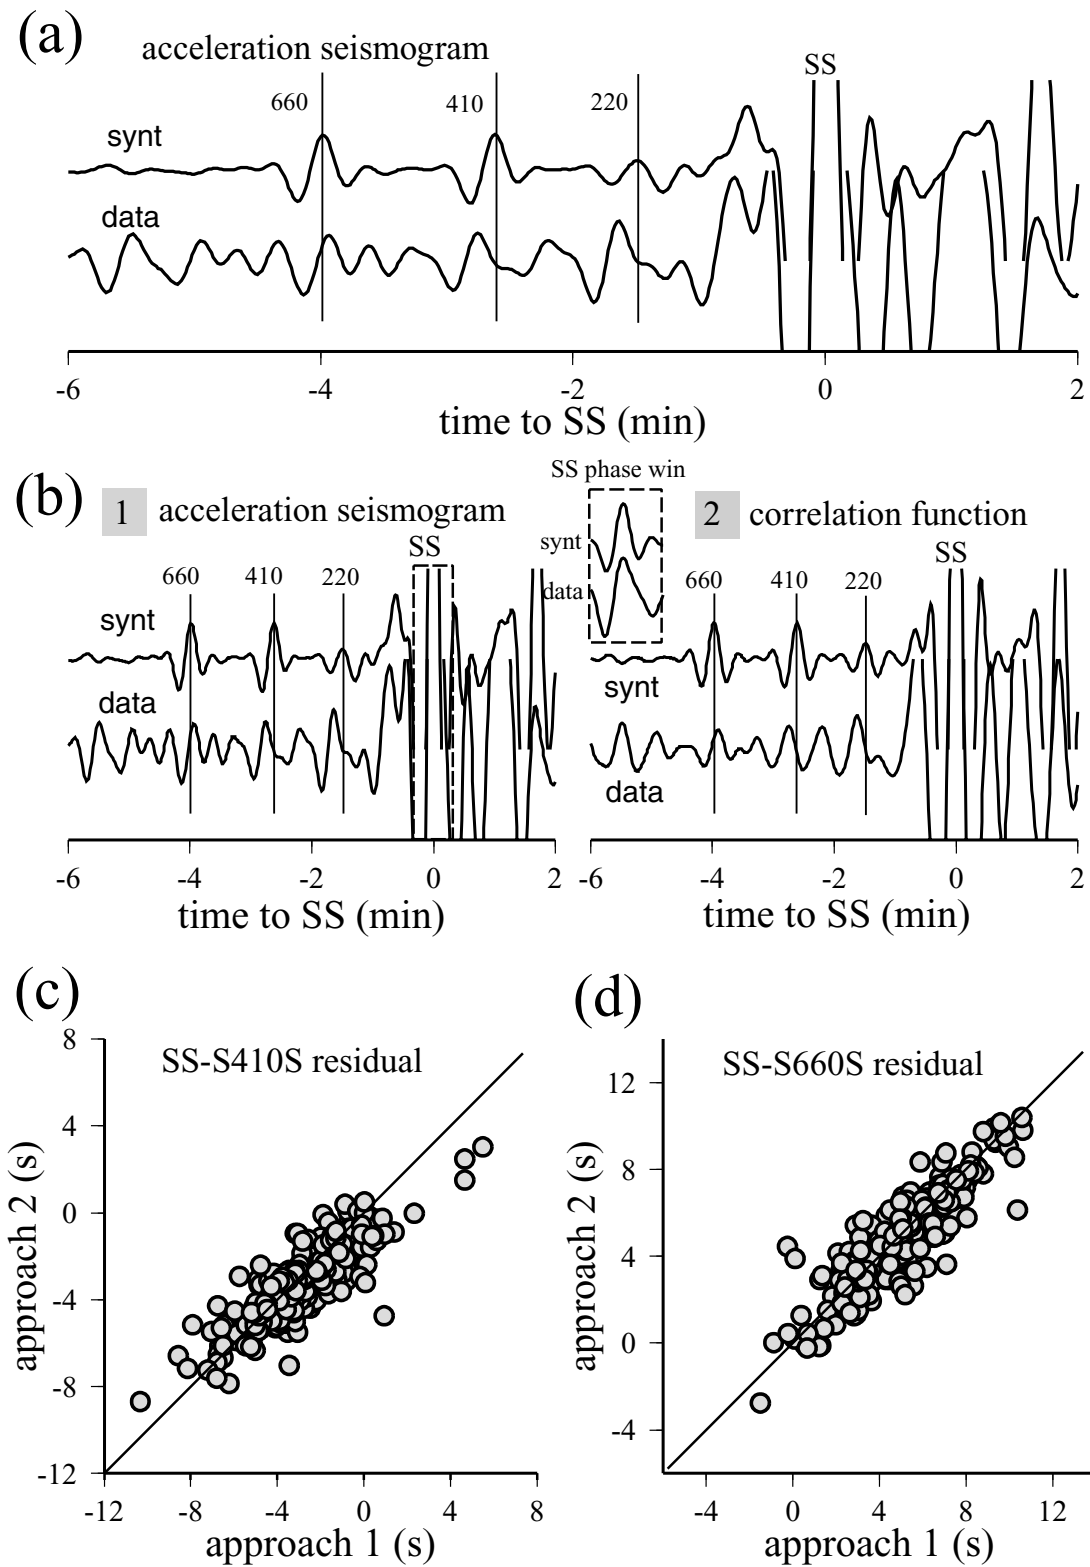 (a)
acceleration seismogram
SS
660
410
220
synt
data
-6 -4 -2 0 2
time to SS (min)
(b)
1 acceleration seismogram
SS
660 410 220
synt
data
-6 -4 -2 0 2
time to SS (min)
SS phase win
synt
data
2 correlation function
SS
660 410 220
synt
data
-6 -4 -2 0 2
time to SS (min)
(c)
SS-S410S residual
8
4
0
-4
-8
-12
approach 2 (s)
-12 -8 -4 0 4 8
approach 1 (s)
(d)
SS-S660S residual
12
8
4
0
-4
approach 2 (s)
-4 0 4 8 12
approach 1 (s)